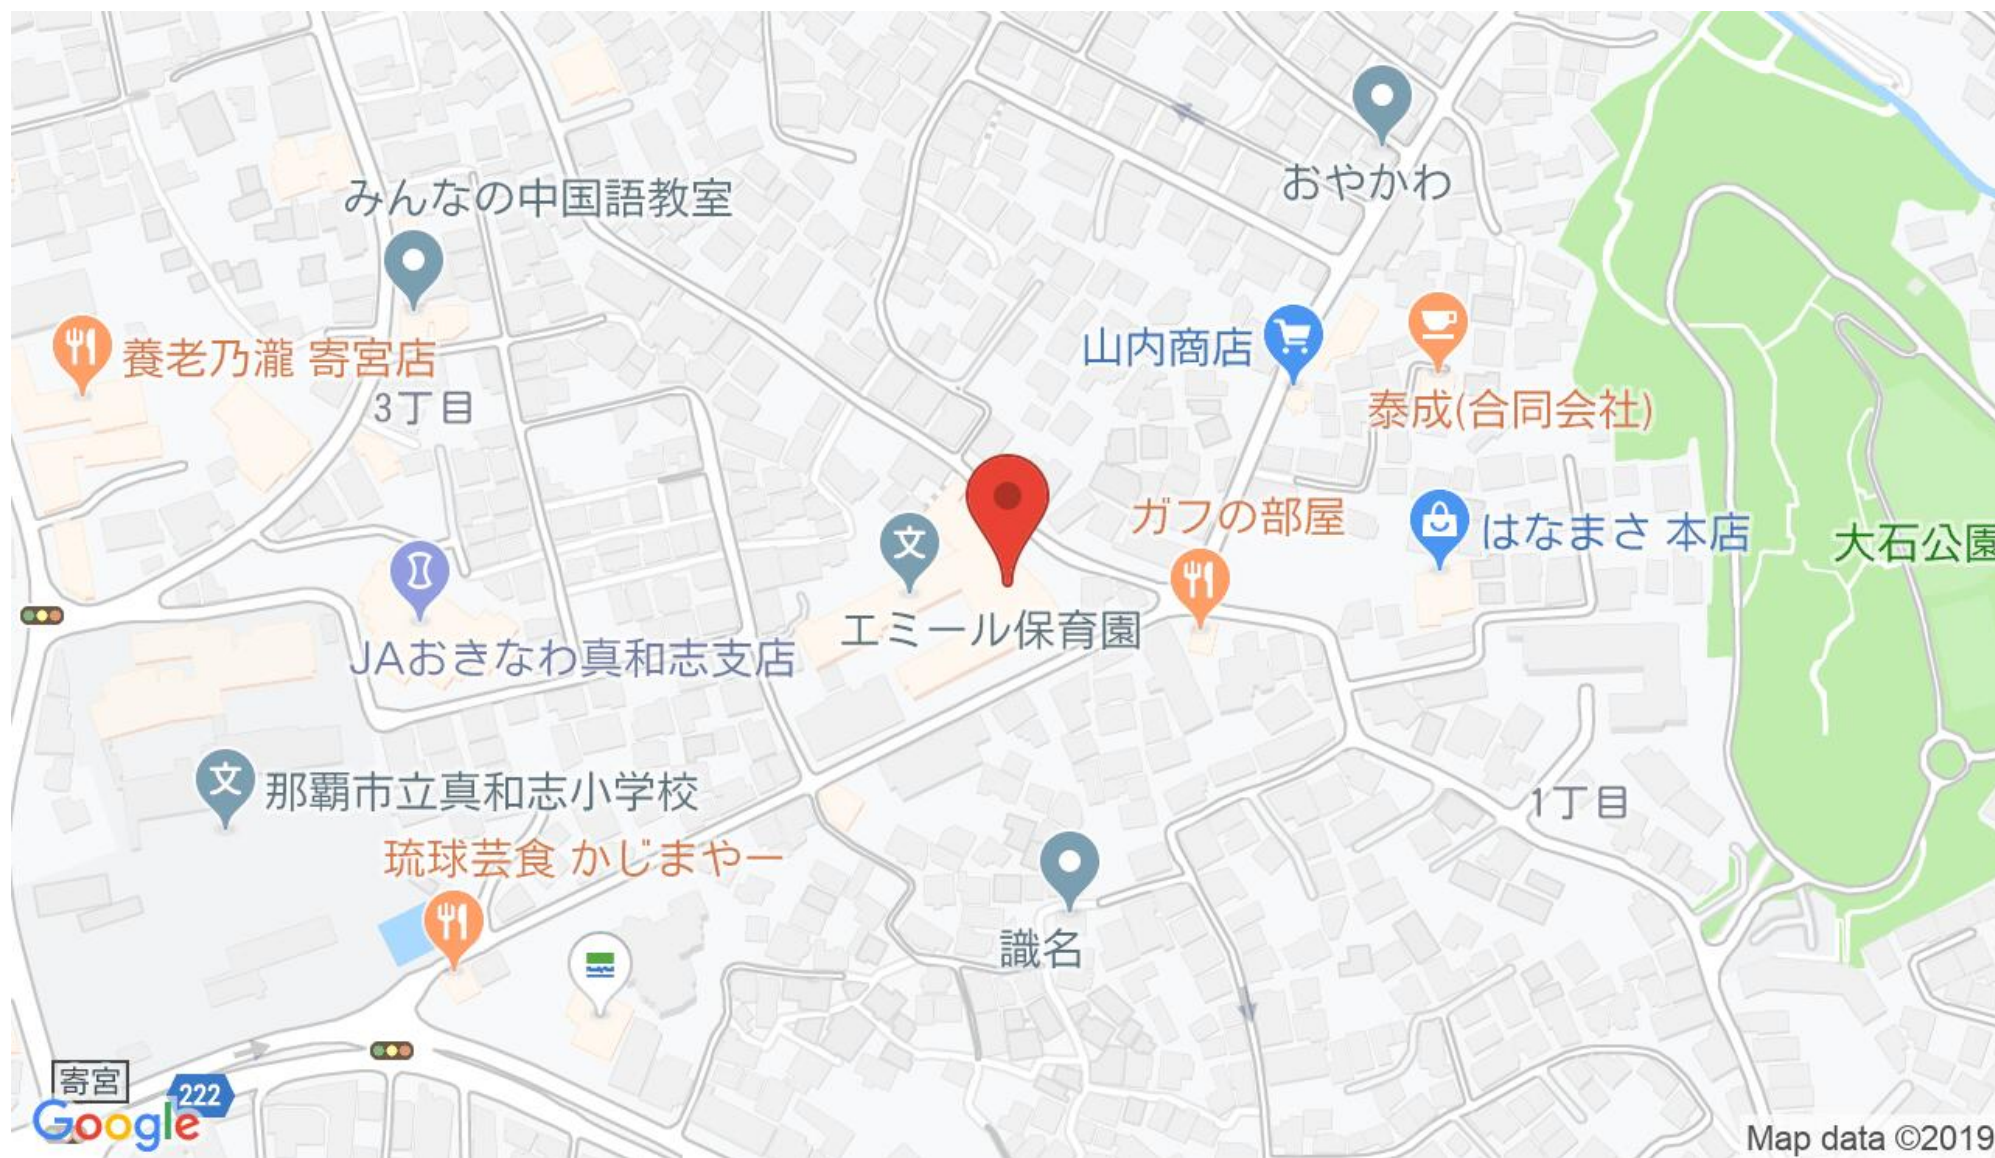 おやかわ
みんなの中国語教室
山内商店
養老乃瀧 寄宮店
泰成(合同会社)
3丁目
ガフの部屋
はなまさ 本店
大石公園
文
エミール保育園
JAおきなわ真和志支店
文
那覇市立真和志小学校
1丁目
琉球芸食 かじまやー
識名
寄宮
222
Google
Map data ©2019